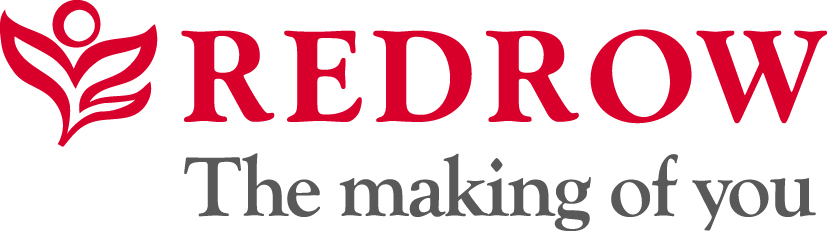 REDROW
The making of you